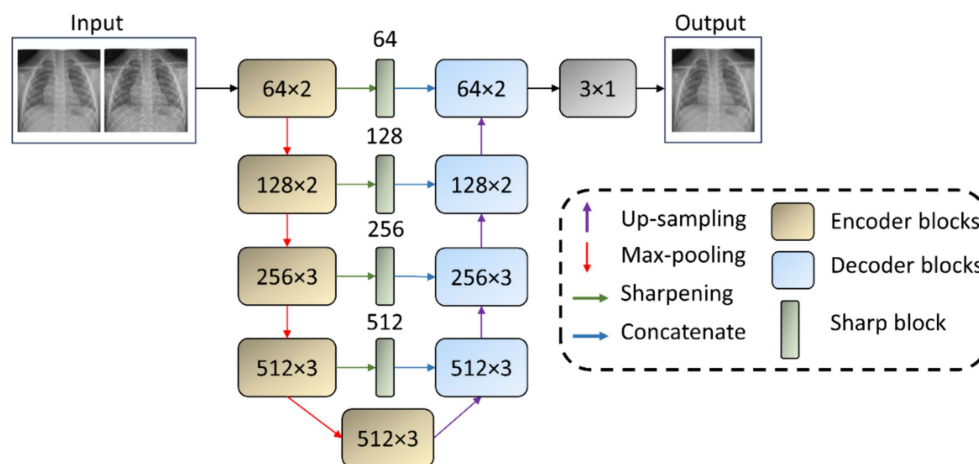 Input
Output
64
64×2
64×2
3×1
128
128×2
128×2
256
256×3
256×3
512
512×3
512×3
512×3
Up-sampling
Max-pooling
Sharpening
Concatenate
Encoder blocks
Decoder blocks
Sharp block